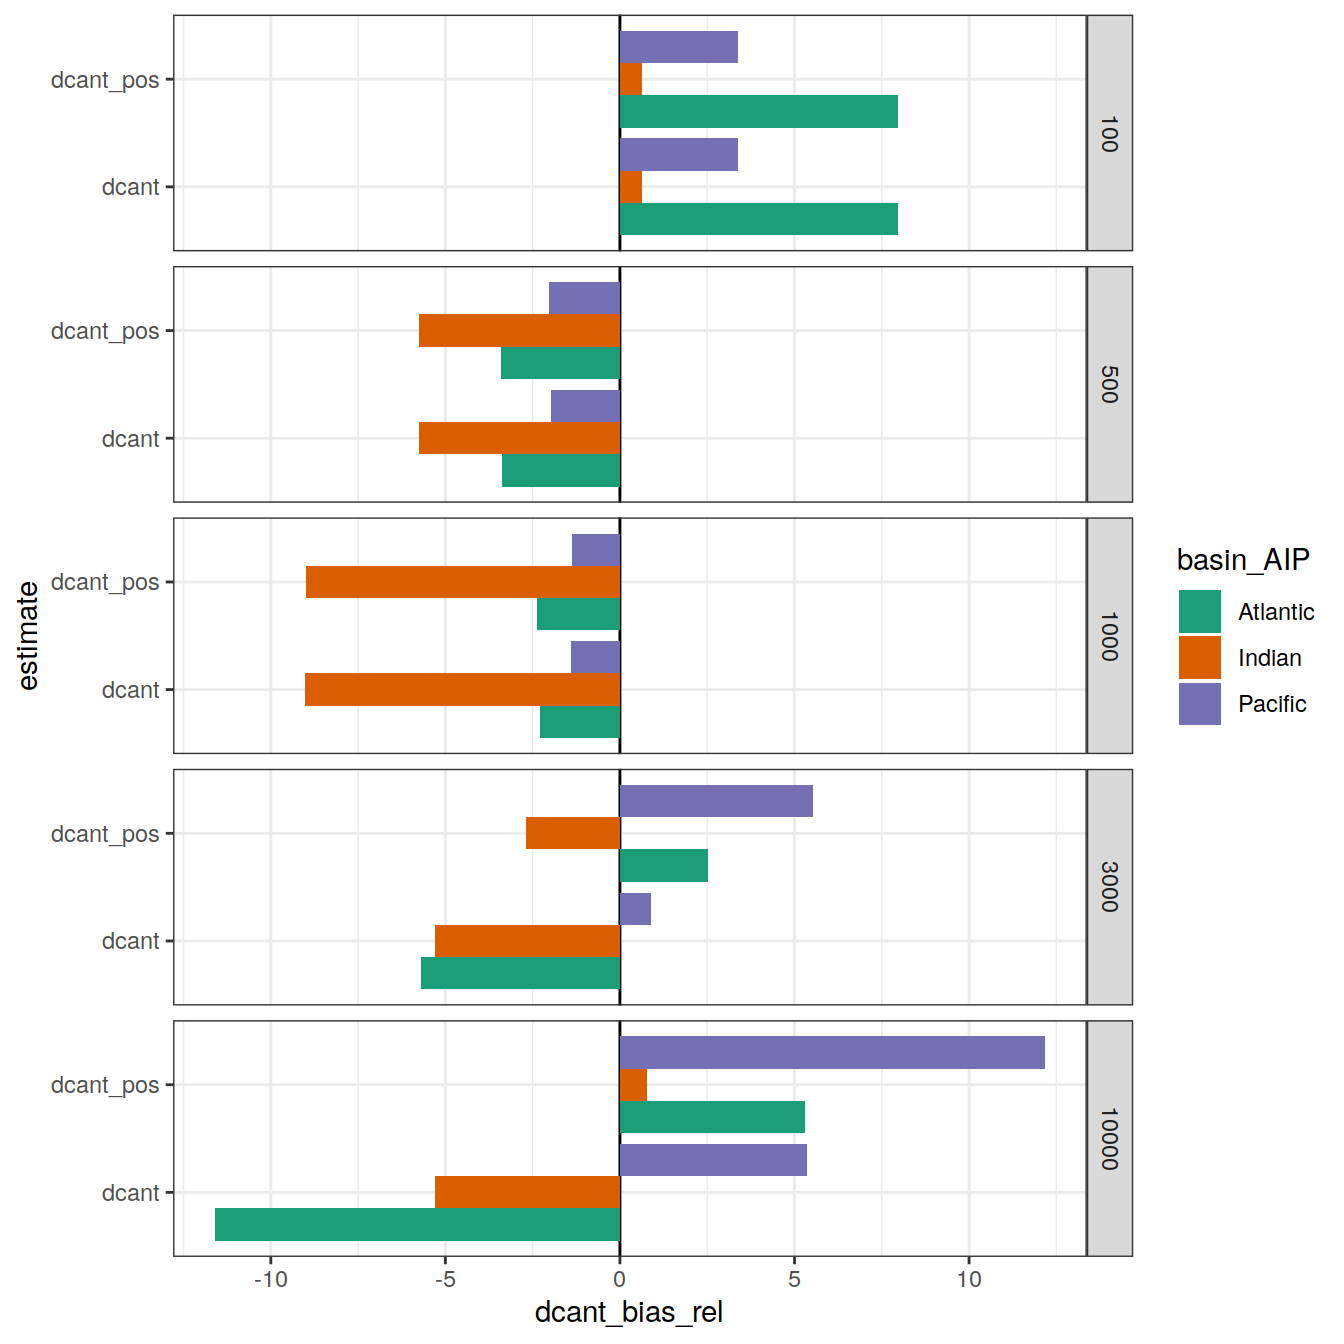 dcant_pos
dcant
100
dcant_pos
dcant
500
dcant_pos
dcant
1000
dcant_pos
dcant
3000
dcant_pos
dcant
10000
estimate
-10 -5 0 5 10
dcant_bias_rel
basin_AIP
Atlantic
Indian
Pacific